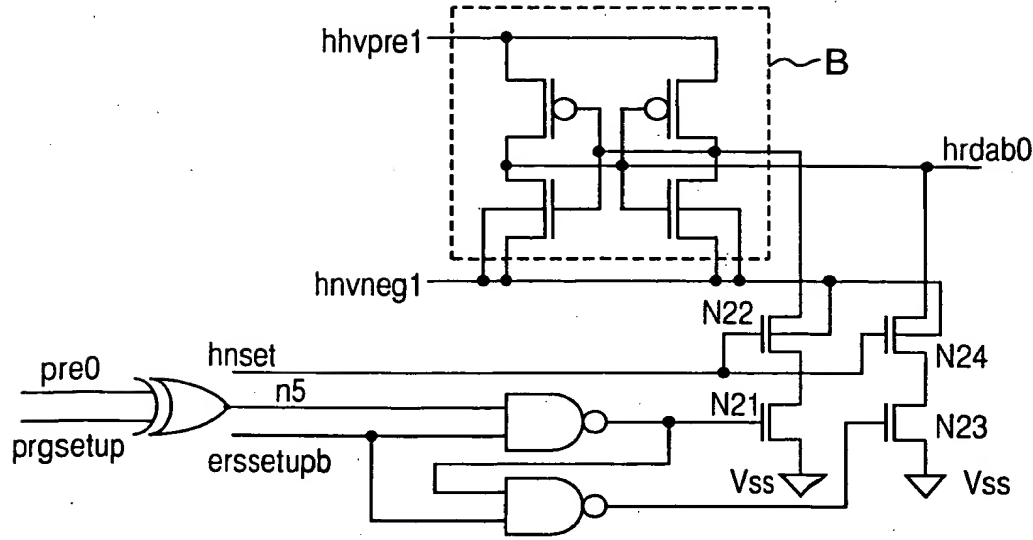 hhvpre1
B
hrdab0
hnvneg1
N22
hnset
N24
pre0
n5
N21
N23
prgsetup
erssetupb
Vss
Vss